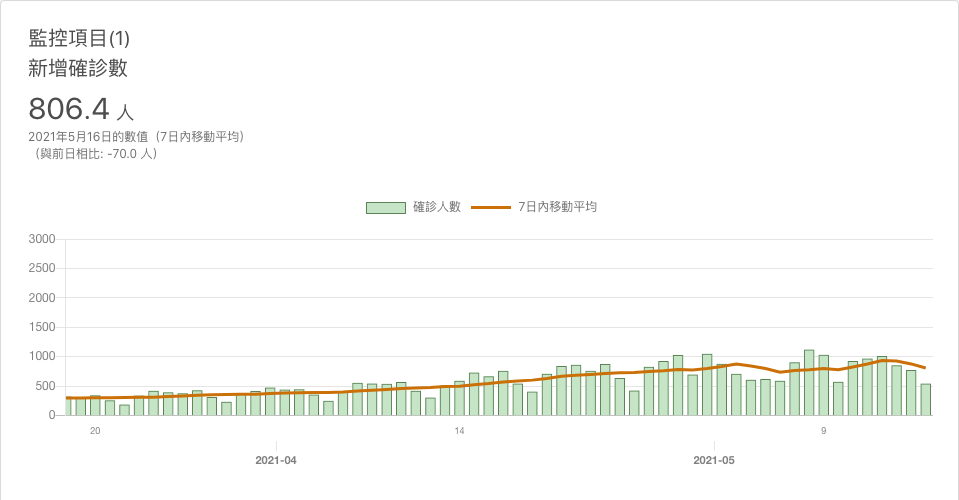 監控項目(1)
新增確診數
806.4 人
2021年5月16日的數值（7日內移動平均）
（與前日相比: -70.0 人）
確診人數 7日內移動平均
3000
2500
2000
1500
1000
500
0
20 14 9
2021-04 2021-05